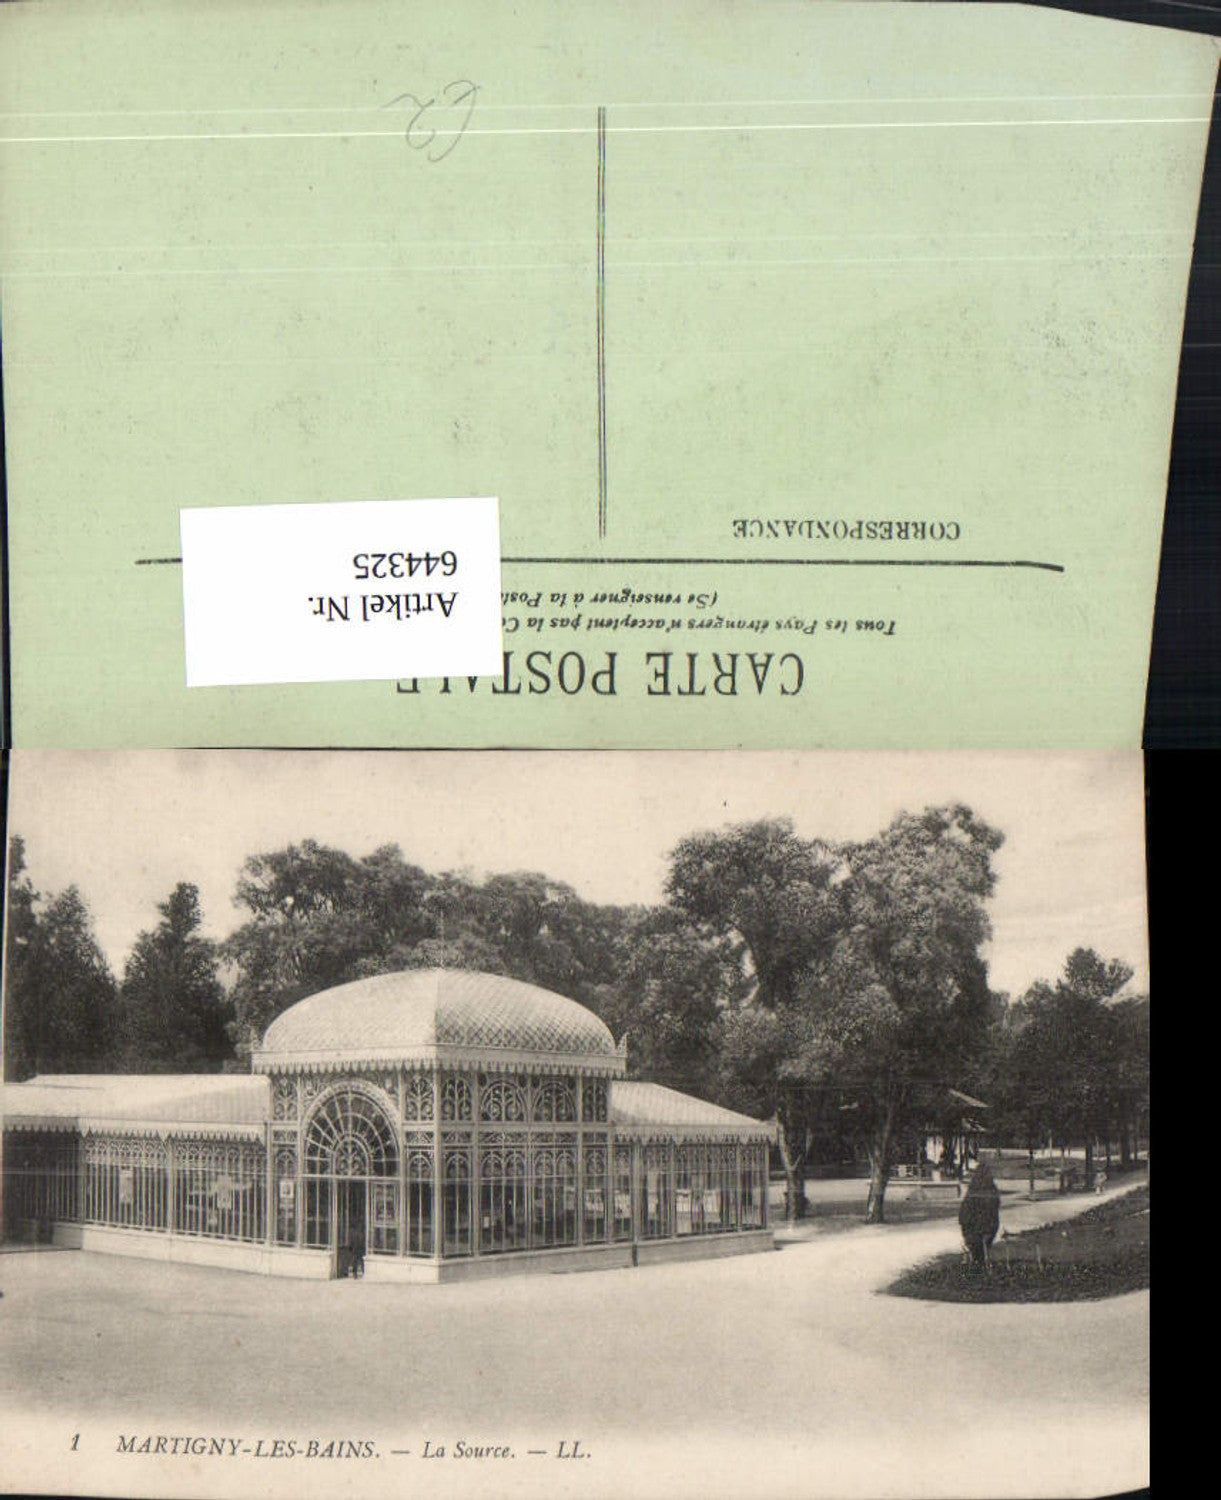 CARTE POSTALE
Tous les Pays étrangers n'acceptent pas la
(Se renseigner à la
CORRESPONDANCE
Artikel Nr.
644325
1 MARTIGNY-LES-BAINS. — La Source. — LL.